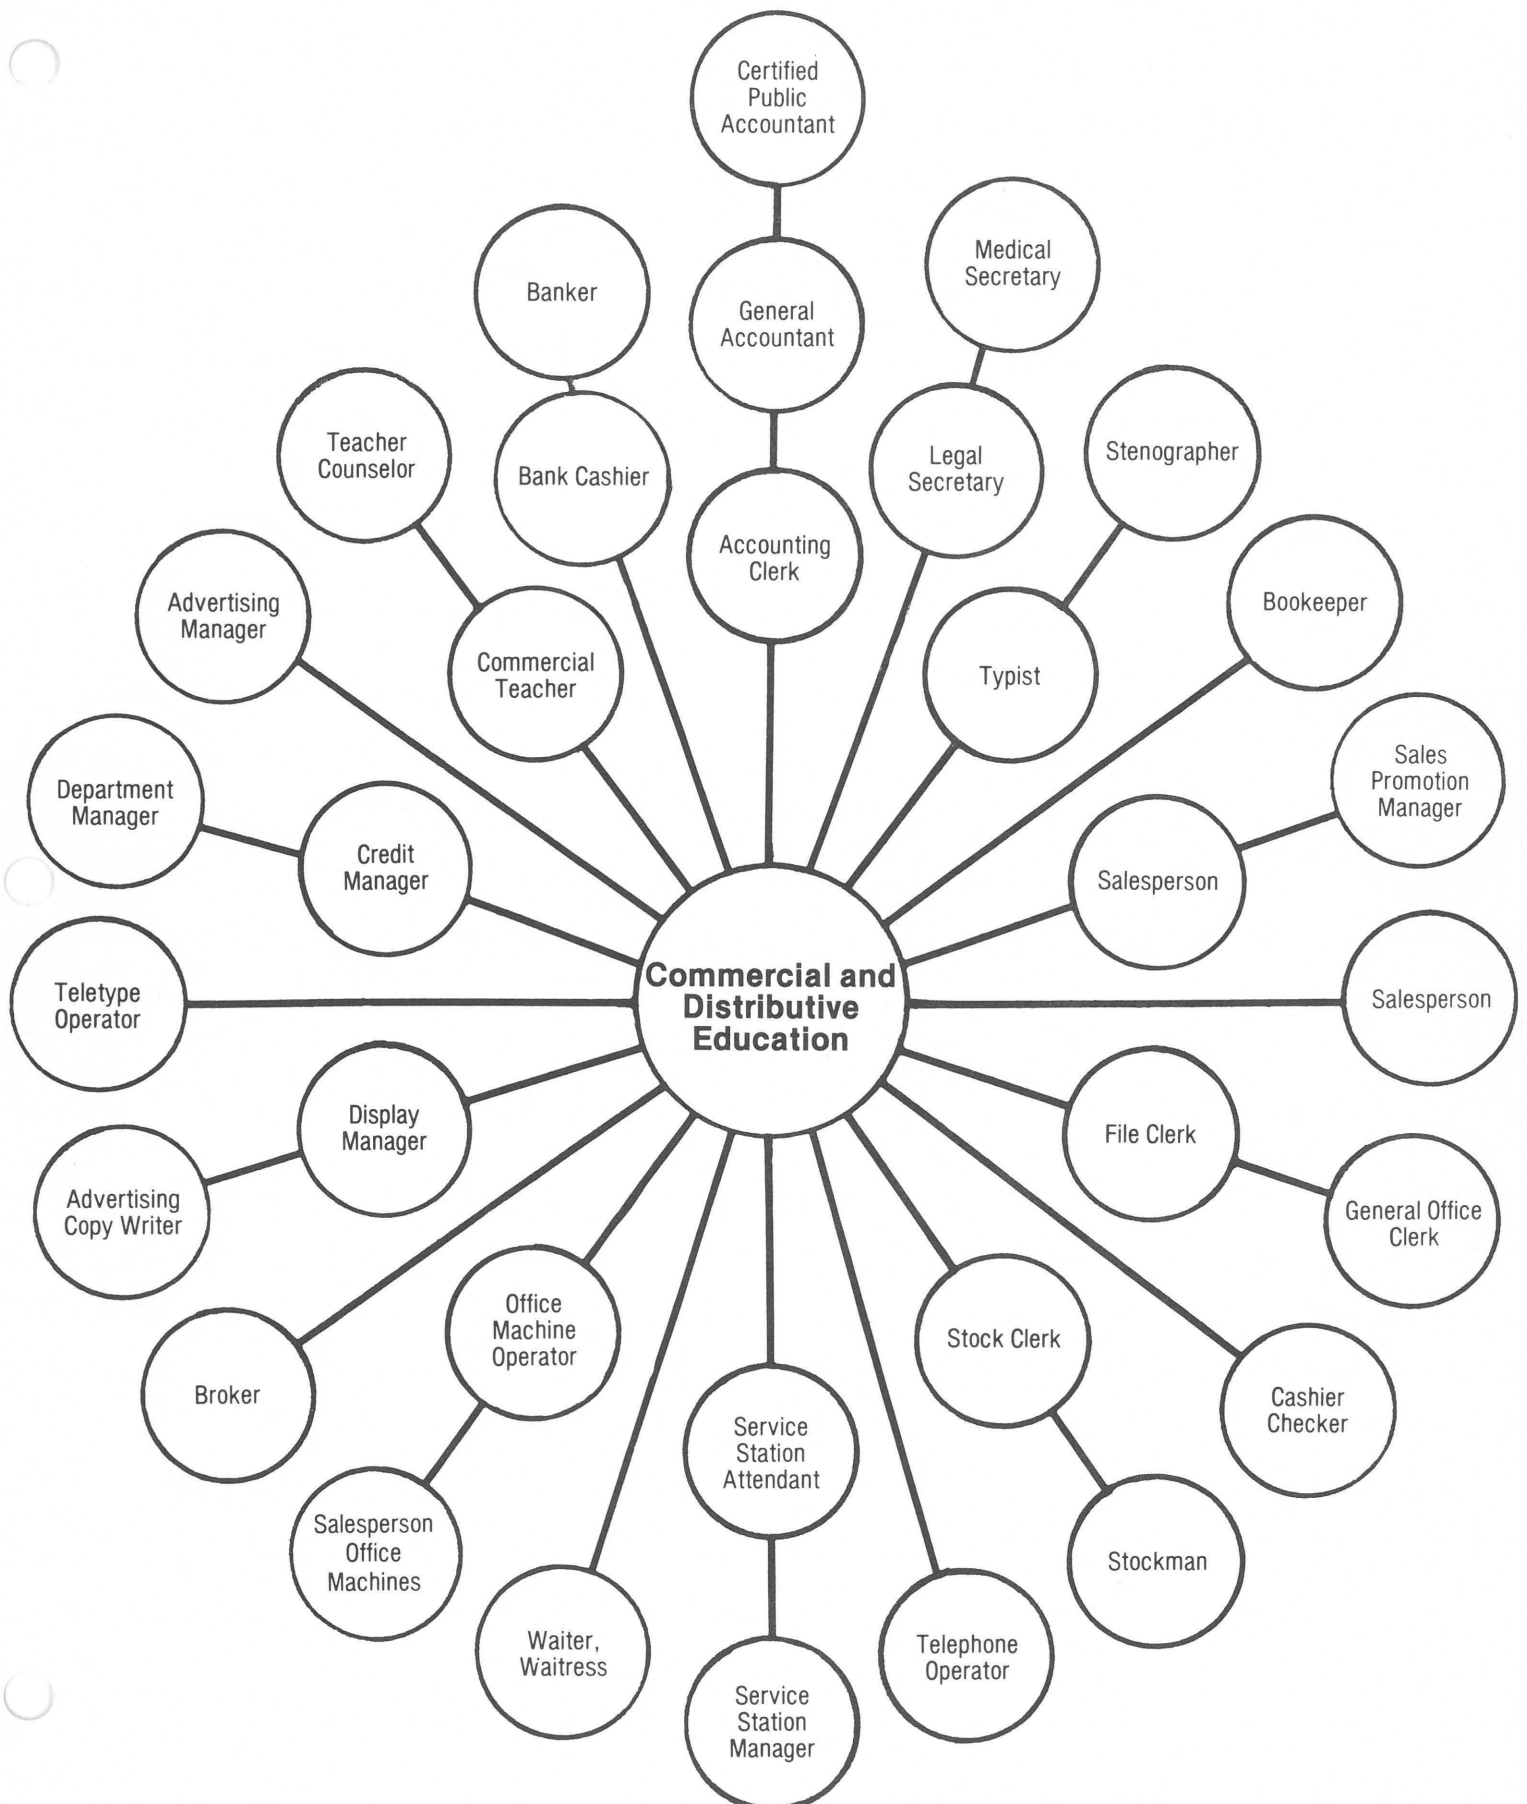 Certified
Public
Accountant
Medical
Secretary
Banker
General
Accountant
Teacher
Counselor
Bank Cashier
Legal
Secretary
Stenographer
Accounting
Clerk
Advertising
Manager
Bookeeper
Commercial
Teacher
Typist
Department
Manager
Sales
Promotion
Manager
Credit
Manager
Salesperson
Commercial and
Distributive
Education
Teletype
Operator
Salesperson
Display
Manager
File Clerk
Advertising
Copy Writer
General Office
Clerk
Office
Machine
Operator
Stock Clerk
Broker
Cashier
Checker
Service
Station
Attendant
Salesperson
Office
Machines
Stockman
Waiter,
Waitress
Telephone
Operator
Service
Station
Manager